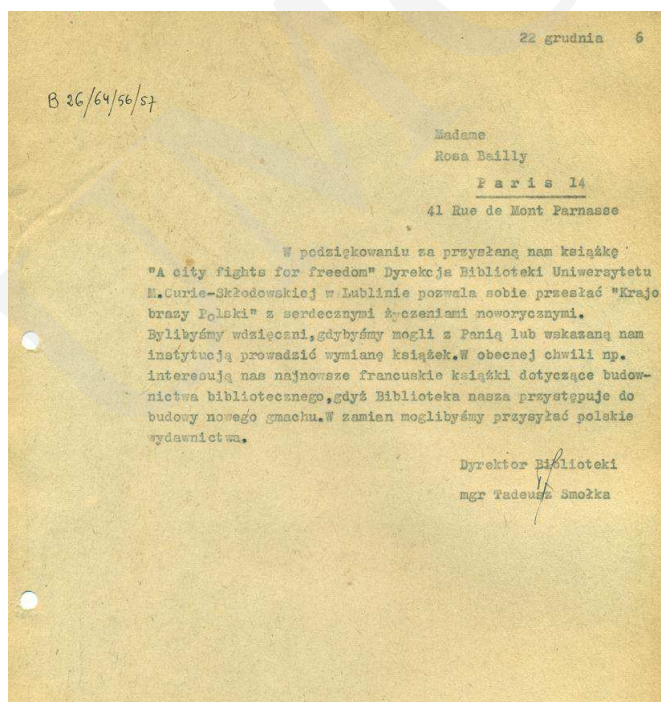 22 grudnia 6
B 26/64/56/57
Madame
Rosa Bailly
Paris 14
41 Rue de Mont Parnasse
W podziękowaniu za przysłaną nam książkę
"A city fights for freedom" Dyrekcja Biblioteki Uniwersytetu
M.Curie-Skłodowskiej w Lublinie pozwala sobie przesłać "Krajo
brazy Polski" z serdecznymi życzeniami noworycznymi.
Bylibyśmy wdzięczni,gdybyśmy mogli z Panią lub wskazaną nam
instytucją prowadzić wymianę książek.W obecnej chwili np.
interesują nas najnowsze francuskie książki dotyczące budow-
nictwa bibliotecznego,gdyż Biblioteka nasza przystępuje do
budowy nowego gmachu.W zamian moglibyśmy przysyłać polskie
wydawnictwa.
Dyrektor Biblioteki
mgr Tadeusz Smołka